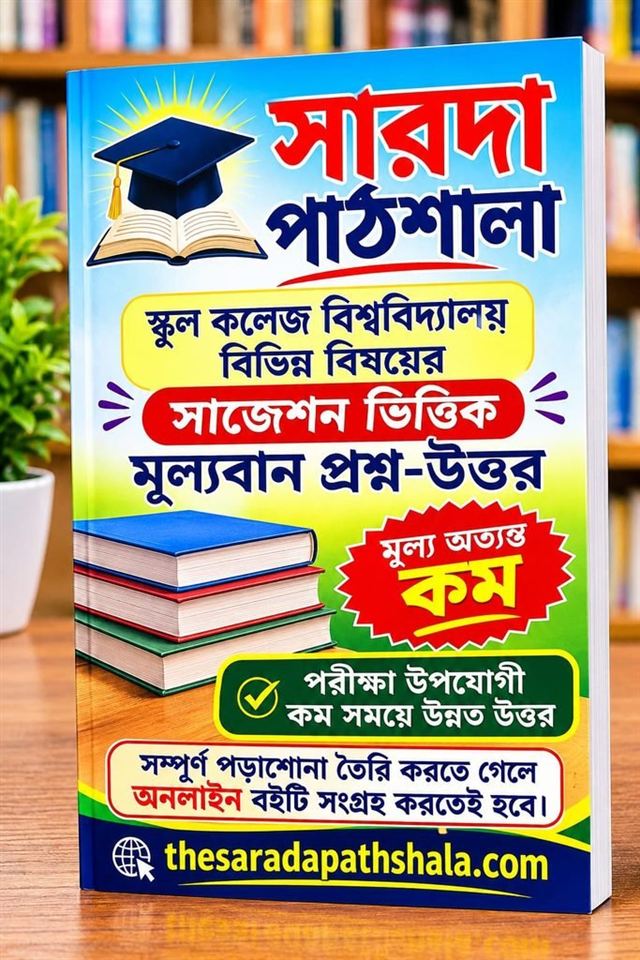 সারদা
পাঠশালা
স্কুল কলেজ বিশ্ববিদ্যালয়
বিভিন্ন বিষয়ের
সাজেশন ভিত্তিক
মূল্যবান প্রশ্ন-উত্তর
মূল্য অত্যন্ত
কম
পরীক্ষা উপযোগী
কম সময়ে উন্নত উত্তর
সম্পুর্ণ পড়াশোনা তৈরি করতে গেলে
অনলাইন বইটি সংগ্রহ করতেই হবে।
thesaradapathshala.com